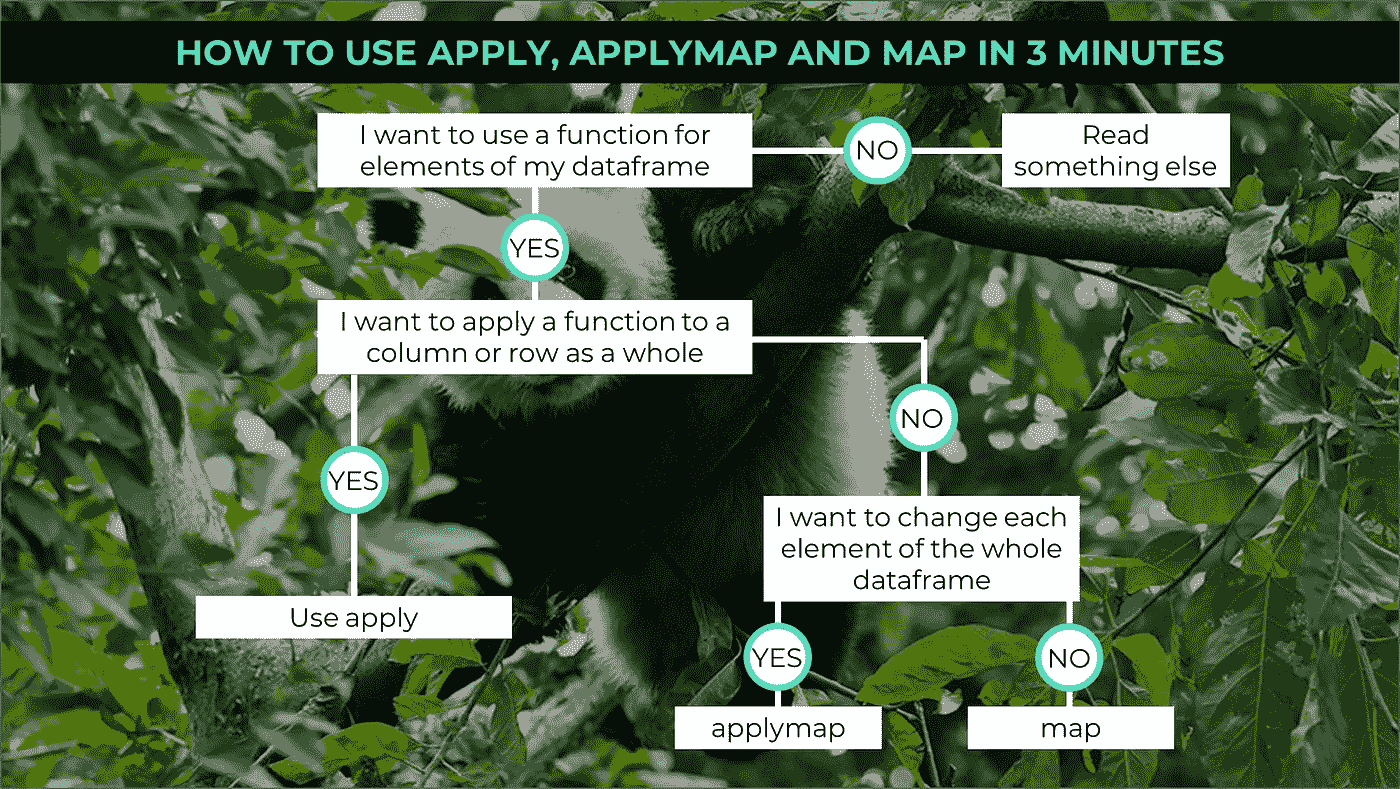 HOW TO USE APPLY, APPLYMAP AND MAP IN 3 MINUTES
I want to use a function for
elements of my dataframe
NO
Read
something else
YES
I want to apply a function to a
column or row as a whole
NO
YES
I want to change each
element of the whole
dataframe
Use apply
YES
NO
applymap
map